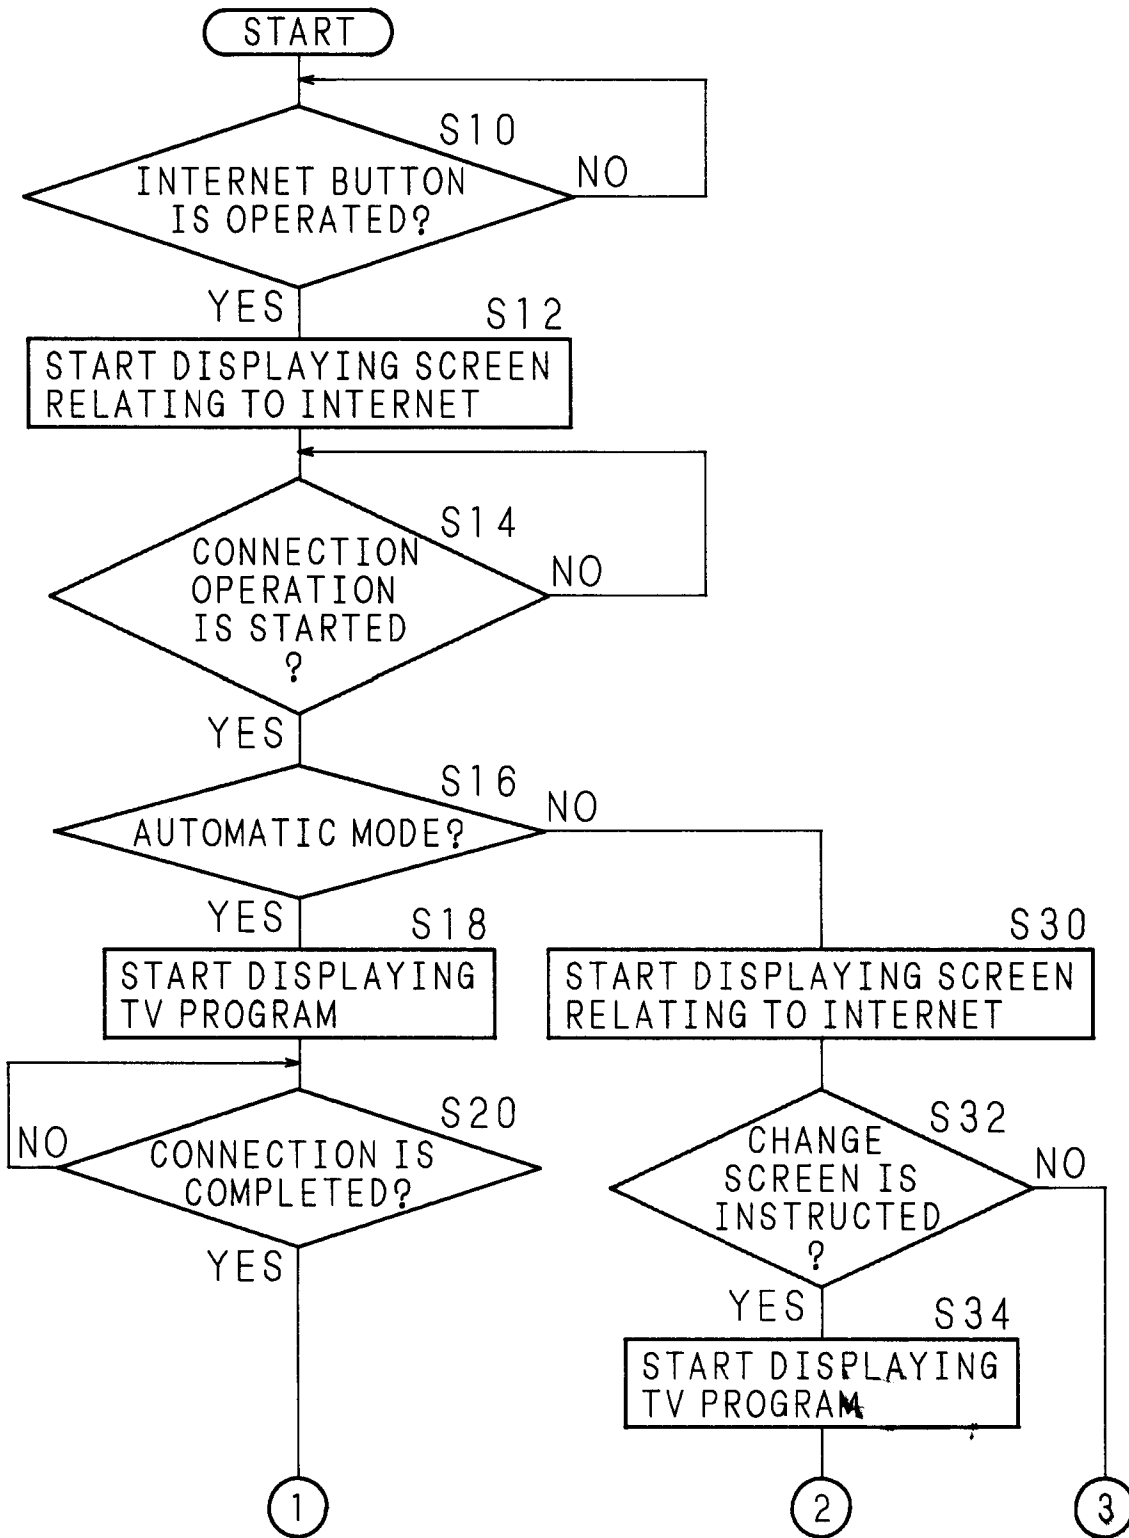 START
S10
INTERNET BUTTON
IS OPERATED?
NO
YES
S12
START DISPLAYING SCREEN
RELATING TO INTERNET
S14
CONNECTION
OPERATION
IS STARTED
?
NO
YES
S16
AUTOMATIC MODE?
NO
YES
S18
START DISPLAYING
TV PROGRAM
S30
START DISPLAYING SCREEN
RELATING TO INTERNET
S20
CONNECTION IS
COMPLETED?
NO
YES
S32
CHANGE
SCREEN IS
INSTRUCTED
?
NO
YES
S34
START DISPLAYING
TV PROGRAM
1
2
3